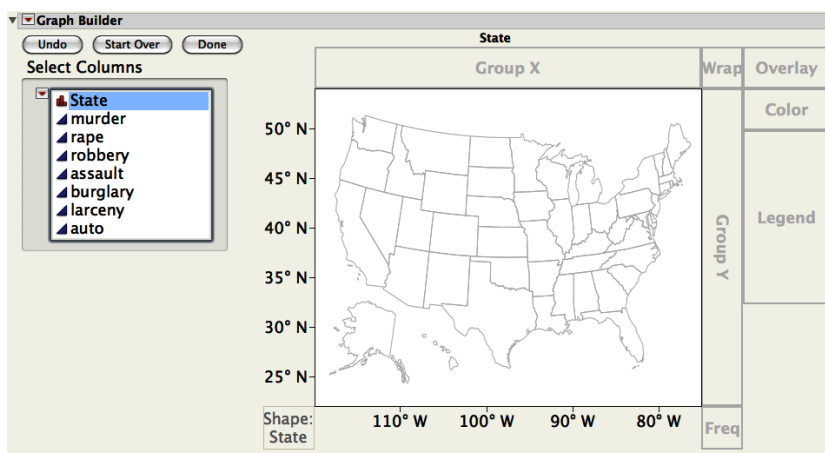 Graph Builder
Undo Start Over Done
Select Columns
State
murder
rape
robbery
assault
burglary
larceny
auto
State
Group X
Wrap
Overlay
Color
Legend
Group Y
50° N
45° N
40° N
35° N
30° N
25° N
Shape:
State
110° W 100° W 90° W 80° W
Freq